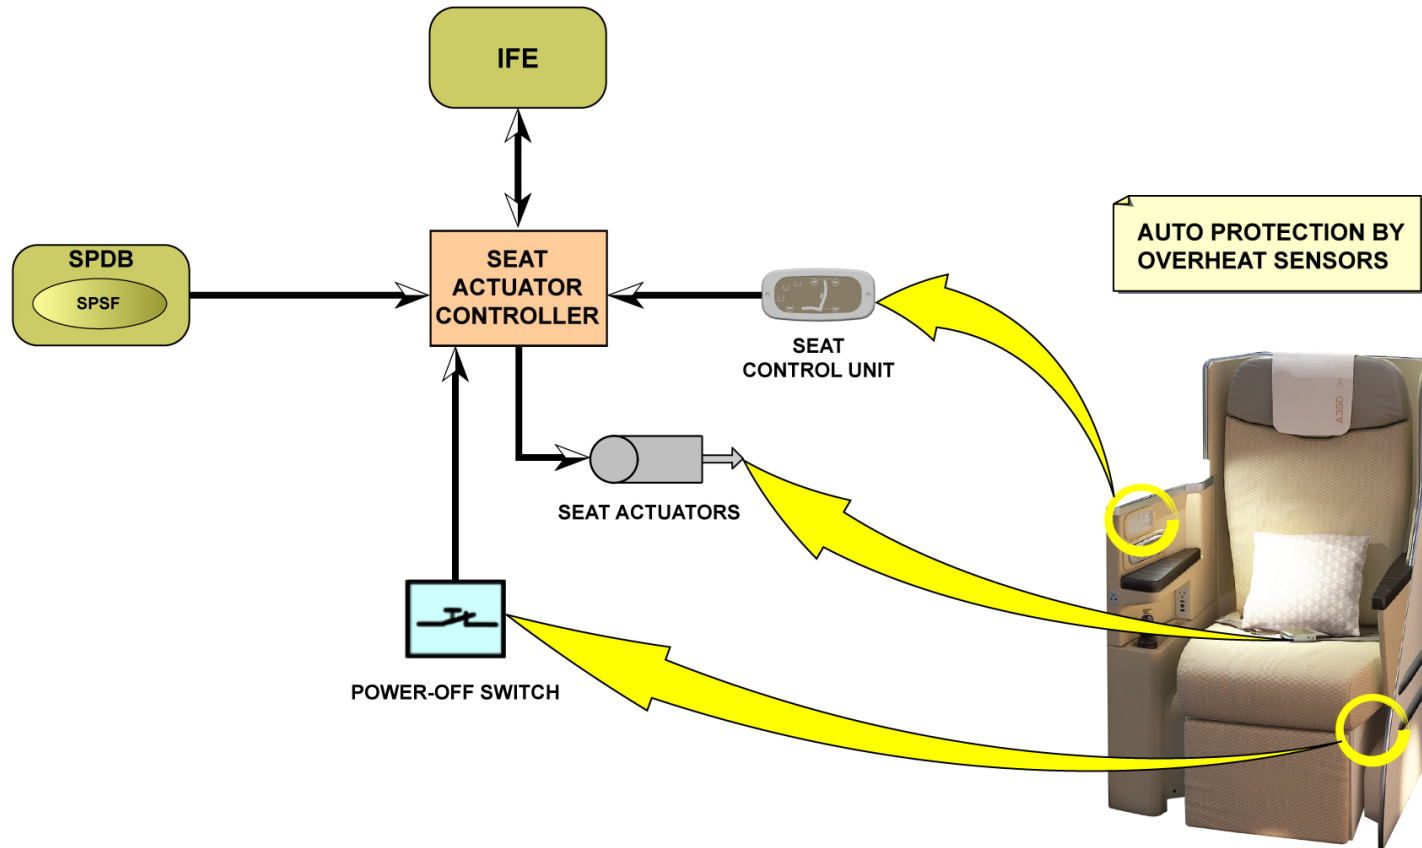 IFE
SPDB
SPSF
SEAT
ACTUATOR
CONTROLLER
SEAT
CONTROL UNIT
AUTO PROTECTION BY
OVERHEAT SENSORS
A350
SEAT ACTUATORS
POWER-OFF SWITCH